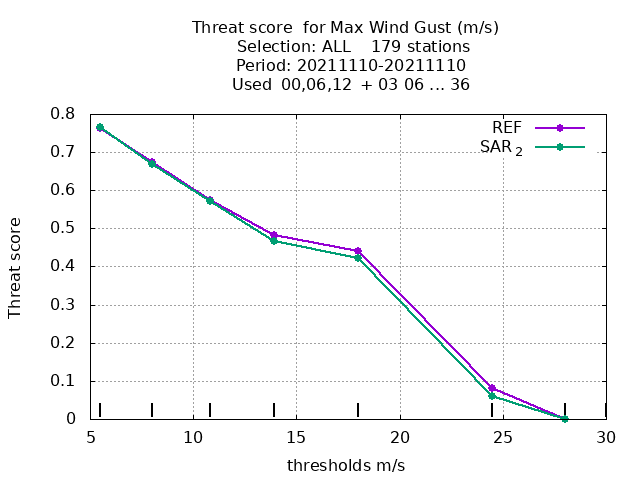 Threat score  for Max Wind Gust (m/s)
Selection: ALL    179 stations
Period: 20211110-20211110
Used  00,06,12  + 03 06 ... 36
REF
SAR 2
0.8
0.7
0.6
0.5
0.4
0.3
0.2
0.1
0
Threat score
5 10 15 20 25 30
thresholds m/s